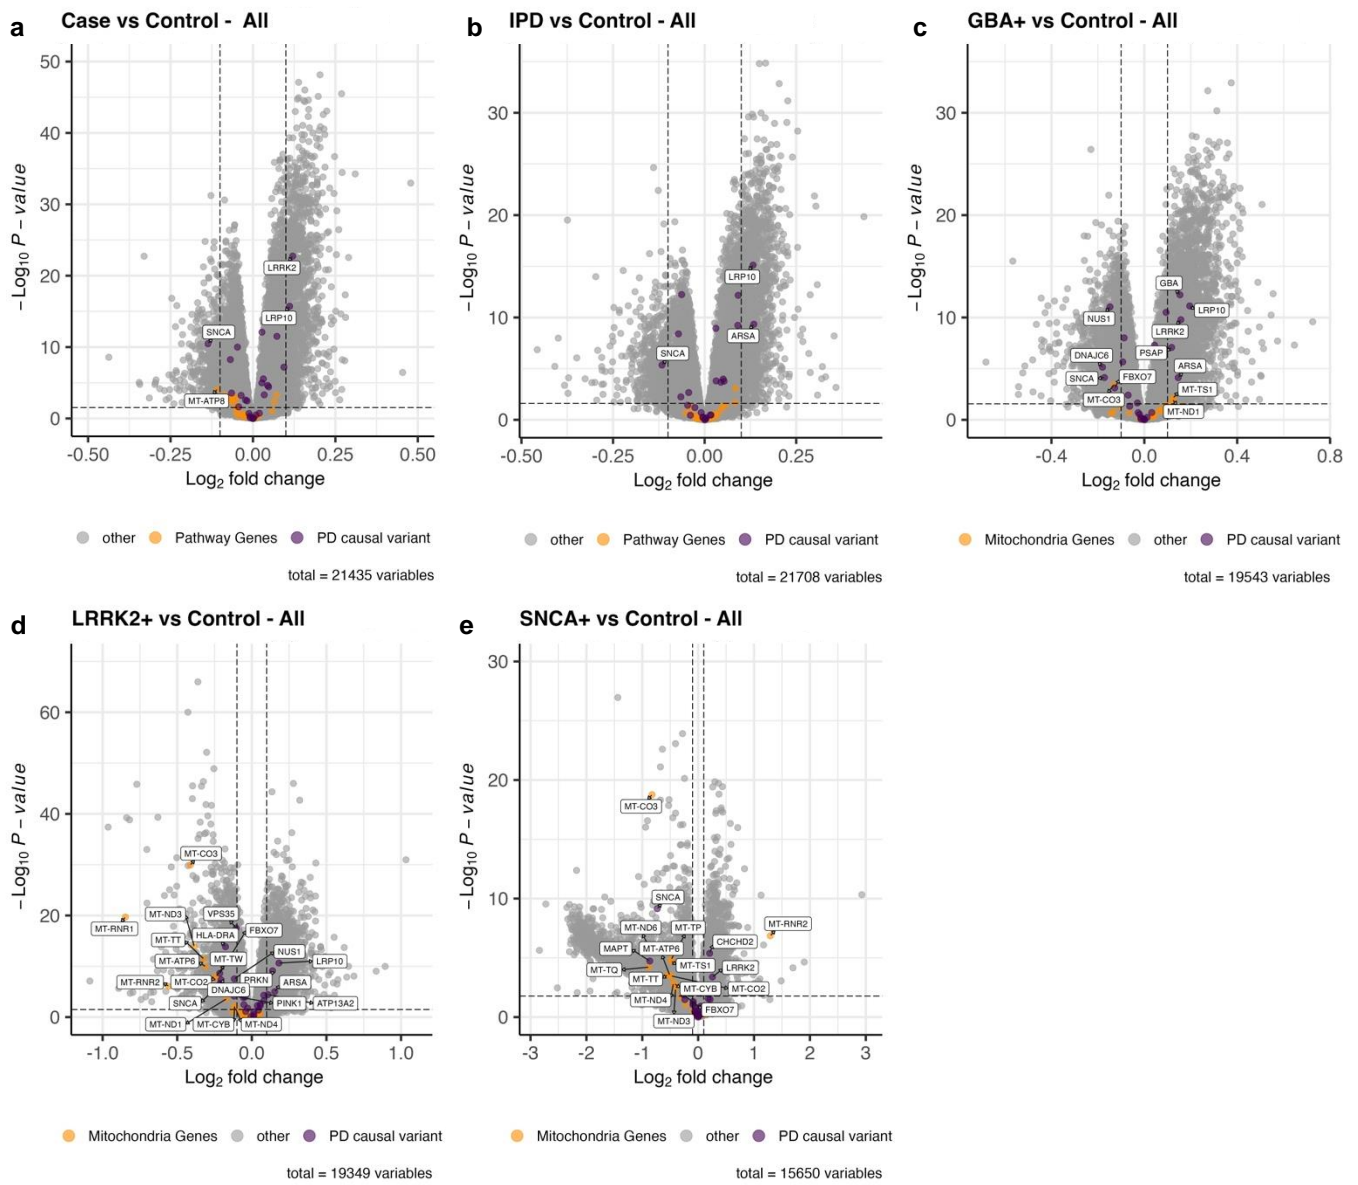 a
Case vs Control - All
50
40
30
20
10
0
−Log10 P − value
LRRK2
LRP10
SNCA
MT-ATP8
-0.50
-0.25
0.00
0.25
0.50
Log2 fold change
other
Pathway Genes
PD causal variant
total = 21435 variables
b
IPD vs Control - All
30
20
10
0
−Log10 P − value
LRP10
ARSA
SNCA
-0.50
-0.25
0.00
0.25
Log2 fold change
other
Pathway Genes
PD causal variant
total = 21708 variables
c
GBA+ vs Control - All
30
20
10
0
−Log10 P − value
GBA
LRP10
NUS1
LRRK2
PSAP
DNAJC6
ARSA
SNCA
FBXO7
MT-TS1
MT-CO3
MT-ND1
-0.4
0.0
0.4
0.8
Log2 fold change
Mitochondria Genes
other
PD causal variant
total = 19543 variables
d
LRRK2+ vs Control - All
60
40
20
0
−Log10 P − value
MT-CO3
MT-RNR1
MT-ND3
VPS35
HLA-DRA
FBXO7
MT-TT
NUS1
MT-ATP6
MT-TW
LRP10
MT-RNR2
MT-CO2
PRKN
ARSA
DNAJC6
SNCA
PINK1
ATP13A2
MT-ND1
MT-CYB
MT-ND4
-1.0
-0.5
0.0
0.5
1.0
Log2 fold change
Mitochondria Genes
other
PD causal variant
total = 19349 variables
e
SNCA+ vs Control - All
30
20
10
0
−Log10 P − value
MT-CO3
SNCA
MT-RNR2
MT-ND6
MT-TP
MAPT
MT-ATP6
CHCHD2
MT-TQ
MT-TS1
LRRK2
MT-TT
MT-CYB
MT-CO2
MT-ND4
FBXO7
MT-ND3
-3
-2
-1
0
1
2
3
Log2 fold change
Mitochondria Genes
other
PD causal variant
total = 15650 variables